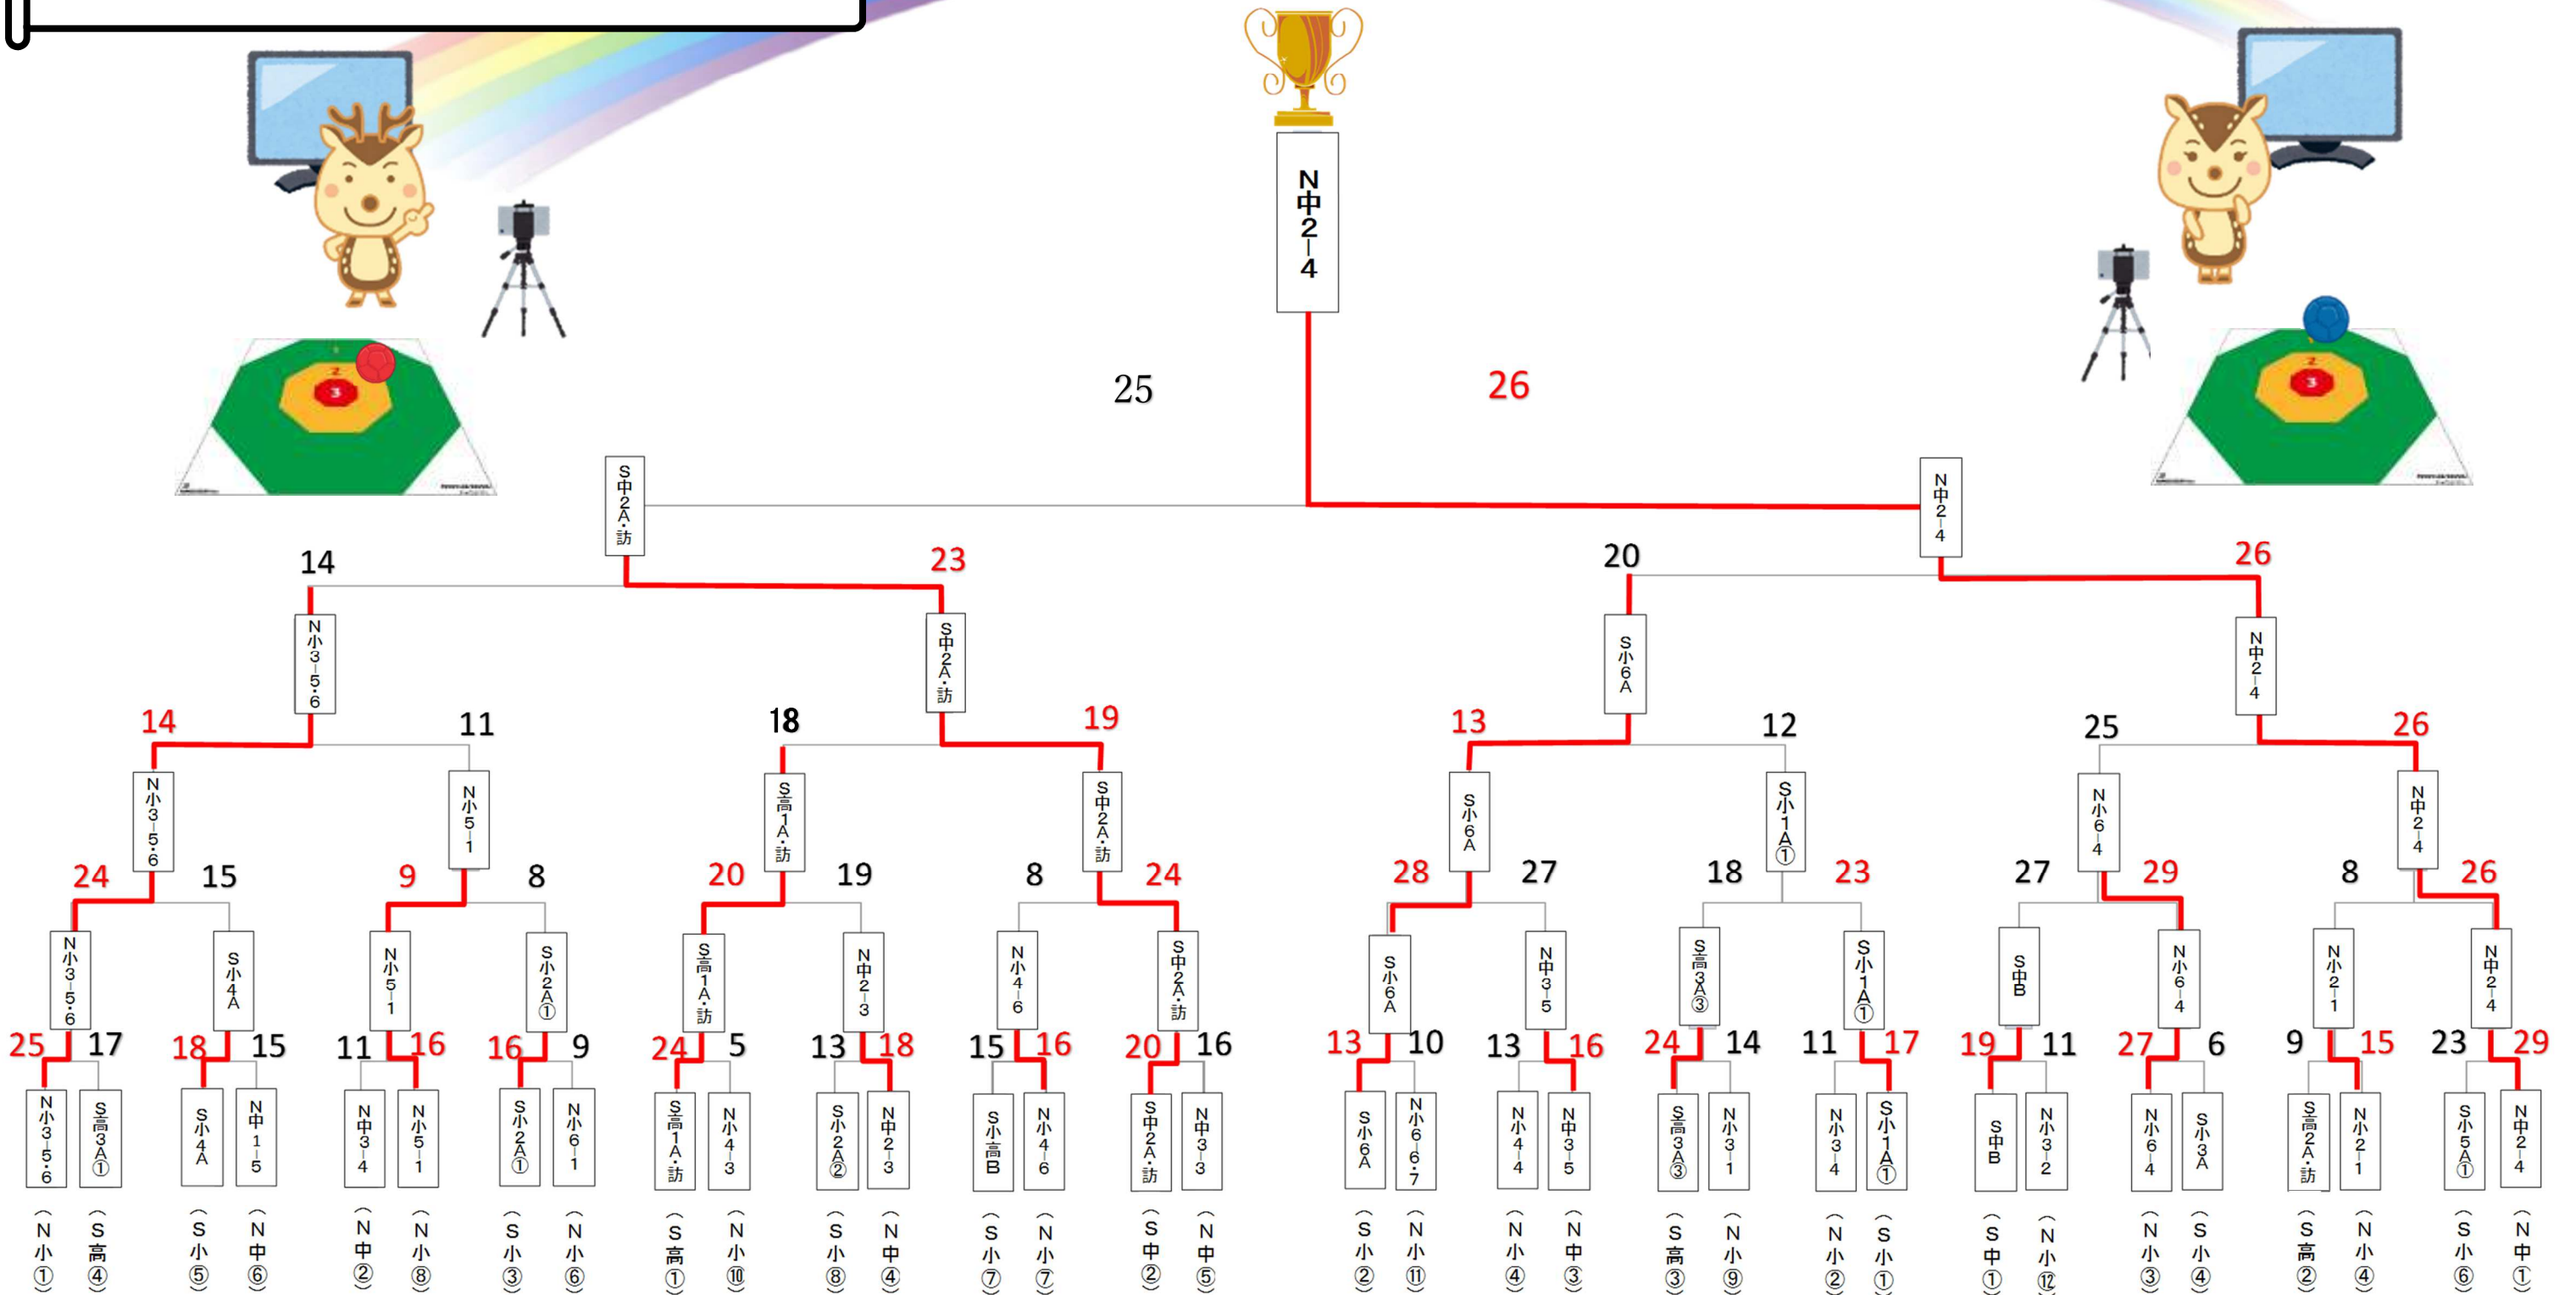 N中2-4
25
26
S中2A・訪
N中2-4
14
23
20
26
N小3-5・6
S中2A・訪
S小6A
N中2-4
14
11
18
19
13
12
25
26
N小3-5・6
N小5-1
S高1A・訪
S中2A・訪
S小6A
S小1A①
N小6-4
N中2-4
24
15
9
8
20
19
8
24
28
27
18
23
27
29
8
26
N小3-5・6
S小4A
N小5-1
S小2A①
S高1A・訪
N中2-3
N小4-6
S中2A・訪
S小6A
N中3-5
S高3A③
S小1A①
S中B
N小6-4
N小2-1
N中2-4
25
17
18
15
11
16
16
9
24
5
13
18
15
16
20
16
13
10
13
16
24
14
11
17
19
11
27
6
9
15
23
29
N小3-5・6
S高3A①
S小4A
N中1-5
N中3-4
N小5-1
S小2A①
N小6-1
S高1A・訪
N小4-3
S小2A②
N中2-3
S小高B
N小4-6
S中2A・訪
N中3-3
S小6A
N小6-6・7
N小4-4
N中3-5
S高3A③
N小3-1
N小3-4
S小1A①
S中B
N小3-2
N小6-4
S小3A
S高2A・訪
N小2-1
S小5A①
N中2-4
（N小①）
（S高④）
（S小⑤）
（N中⑥）
（N中②）
（N小⑧）
（S小③）
（N小⑥）
（S高①）
（N小⑩）
（S小⑧）
（N中④）
（S小⑦）
（N小⑦）
（S中②）
（N中⑤）
（S小②）
（N小⑪）
（N小④）
（N中③）
（S高③）
（N小⑨）
（N小②）
（S小①）
（S中①）
（N小⑫）
（N小③）
（S小④）
（S高②）
（N小④）
（S小⑥）
（N中①）
2
3
2
3